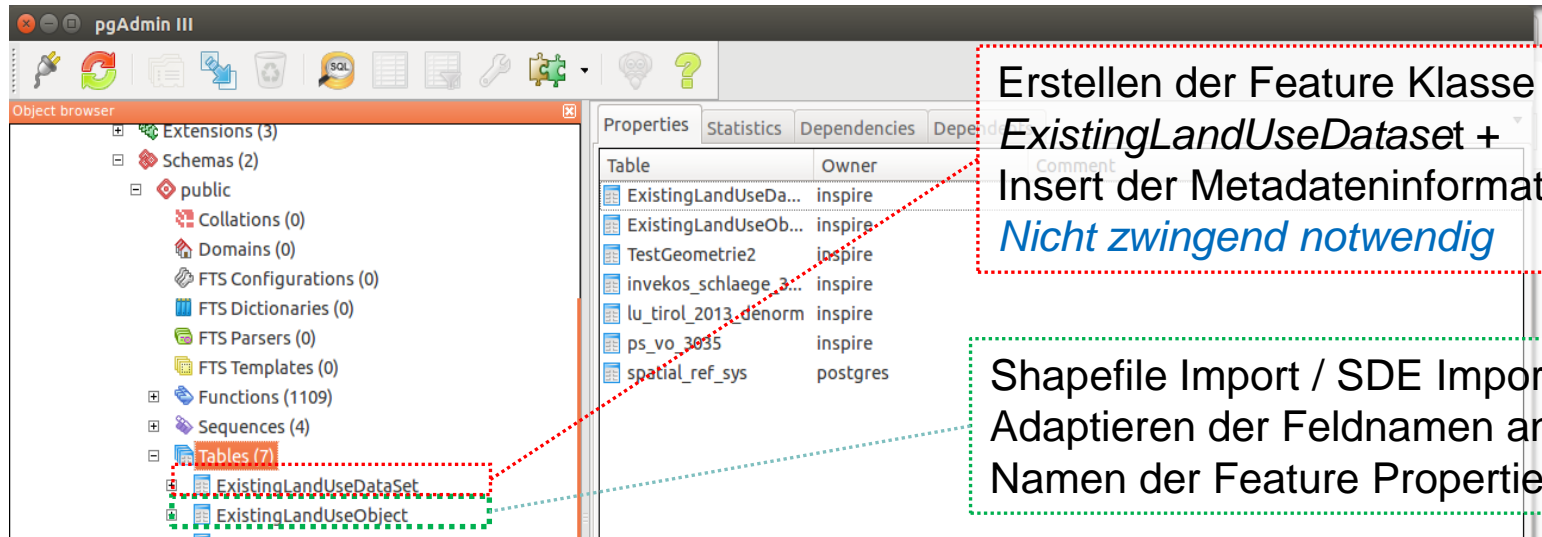 pgAdmin III
SQL
Object browser
Extensions (3)
Schemas (2)
public
Collations (0)
Domains (0)
FTS Configurations (0)
FTS Dictionaries (0)
FTS Parsers (0)
FTS Templates (0)
Functions (1109)
Sequences (4)
Tables (7)
ExistingLandUseDataSet
ExistingLandUseObject
Properties Statistics Dependencies Dependents
Table Owner Comment
ExistingLandUseDa... inspire
ExistingLandUseOb... inspire
TestGeometrie2 inspire
invekos_schlaege_3... inspire
lu_tirol_2013_denorm inspire
ps_vo_3035 inspire
spatial_ref_sys postgres
Erstellen der Feature Klasse
ExistingLandUseDataset +
Insert der Metadateninformat
Nicht zwingend notwendig
Shapefile Import / SDE Impor
Adaptieren der Feldnamen an
Namen der Feature Propertie